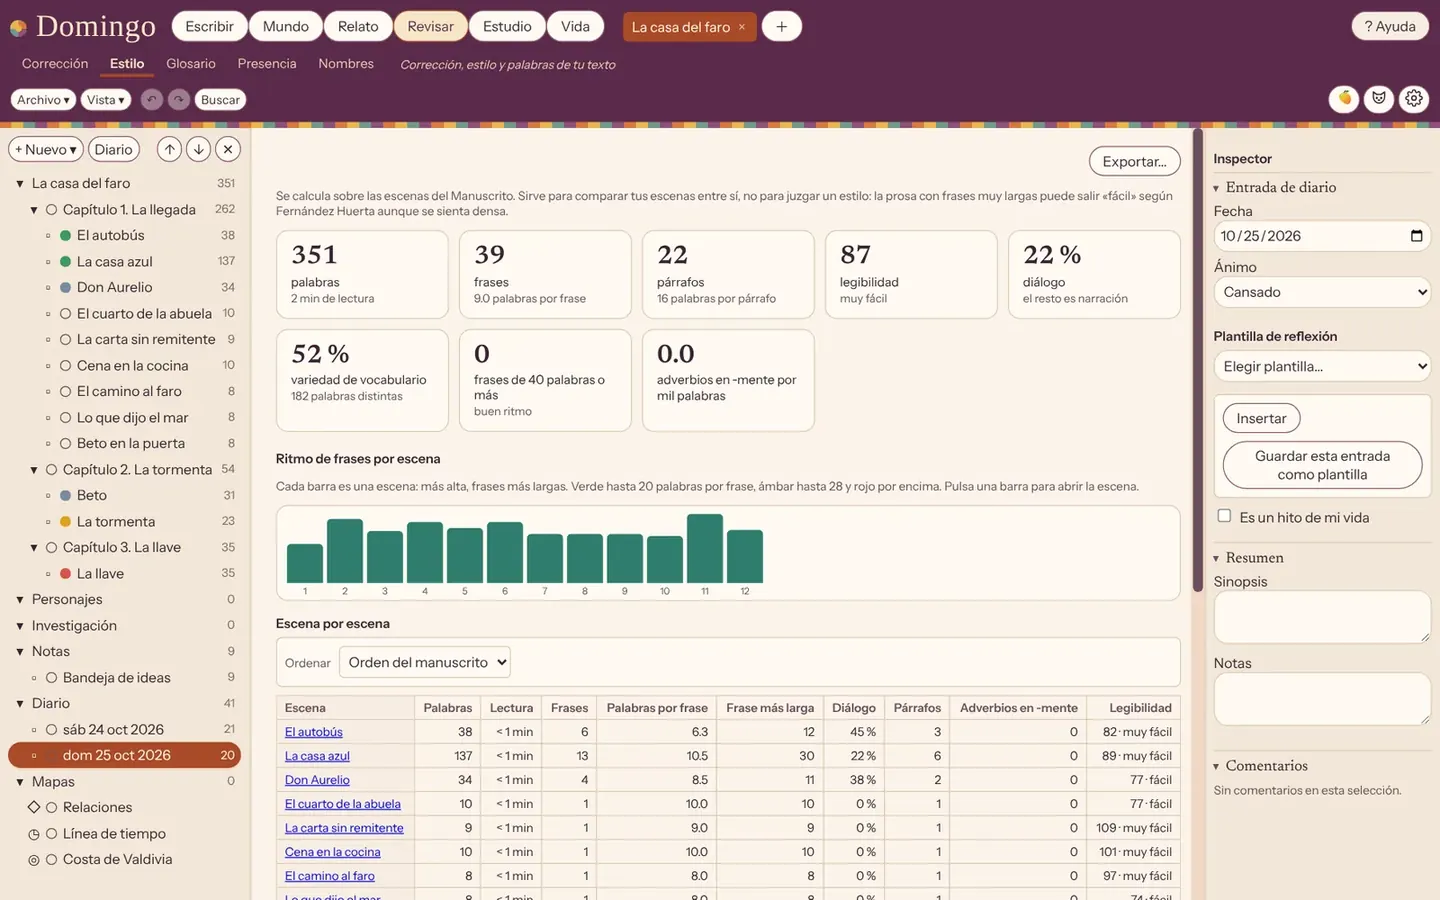 Domingo
Escribir
Mundo
Relato
Revisar
Estudio
Vida
La casa del faro ×
+
? Ayuda
Corrección
Estilo
Glosario
Presencia
Nombres
Corrección, estilo y palabras de tu texto
Archivo ▾
Vista ▾
Buscar
+ Nuevo ▾
Diario
La casa del faro 351
Capítulo 1. La llegada 262
El autobús 38
La casa azul 137
Don Aurelio 34
El cuarto de la abuela 10
La carta sin remitente 9
Cena en la cocina 10
El camino al faro 8
Lo que dijo el mar 8
Beto en la puerta 8
Capítulo 2. La tormenta 54
Beto 31
La tormenta 23
Capítulo 3. La llave 35
La llave 35
Personajes 0
Investigación 0
Notas 9
Bandeja de ideas 9
Diario 41
sáb 24 oct 2026 21
dom 25 oct 2026 20
Mapas 0
Relaciones
Línea de tiempo
Costa de Valdivia
Exportar...
Se calcula sobre las escenas del Manuscrito. Sirve para comparar tus escenas entre sí, no para juzgar un estilo: la prosa con frases muy largas puede salir «fácil» según
Fernández Huerta aunque se sienta densa.
351
palabras
2 min de lectura
39
frases
9.0 palabras por frase
22
párrafos
16 palabras por párrafo
87
legibilidad
muy fácil
22 %
diálogo
el resto es narración
52 %
variedad de vocabulario
182 palabras distintas
0
frases de 40 palabras o
más
buen ritmo
0.0
adverbios en -mente por
mil palabras
Ritmo de frases por escena
Cada barra es una escena: más alta, frases más largas. Verde hasta 20 palabras por frase, ámbar hasta 28 y rojo por encima. Pulsa una barra para abrir la escena.
1 2 3 4 5 6 7 8 9 10 11 12
Escena por escena
Ordenar Orden del manuscrito
Escena Palabras Lectura Frases Palabras por frase Frase más larga Diálogo Párrafos Adverbios en -mente Legibilidad
El autobús 38 < 1 min 6 6.3 12 45 % 3 0 82 · muy fácil
La casa azul 137 < 1 min 13 10.5 30 22 % 6 0 89 · muy fácil
Don Aurelio 34 < 1 min 4 8.5 11 38 % 2 0 77 · fácil
El cuarto de la abuela 10 < 1 min 1 10.0 10 0 % 1 0 77 · fácil
La carta sin remitente 9 < 1 min 1 9.0 9 0 % 1 0 109 · muy fácil
Cena en la cocina 10 < 1 min 1 10.0 10 0 % 1 0 101 · muy fácil
El camino al faro 8 < 1 min 1 8.0 8 0 % 1 0 97 · muy fácil
Lo que dijo el mar 8 < 1 min 1 8.0 8 0 % 1 0 74 · fácil
Inspector
Entrada de diario
Fecha
10/25/2026
Ánimo
Cansado
Plantilla de reflexión
Elegir plantilla...
Insertar
Guardar esta entrada
como plantilla
Es un hito de mi vida
Resumen
Sinopsis
Notas
Comentarios
Sin comentarios en esta selección.